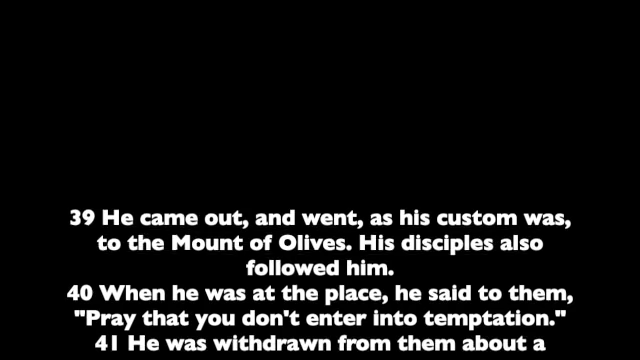 39 He came out, and went, as his custom was,
to the Mount of Olives. His disciples also
followed him.
40 When he was at the place, he said to them,
"Pray that you don't enter into temptation."
41 He was withdrawn from them about a